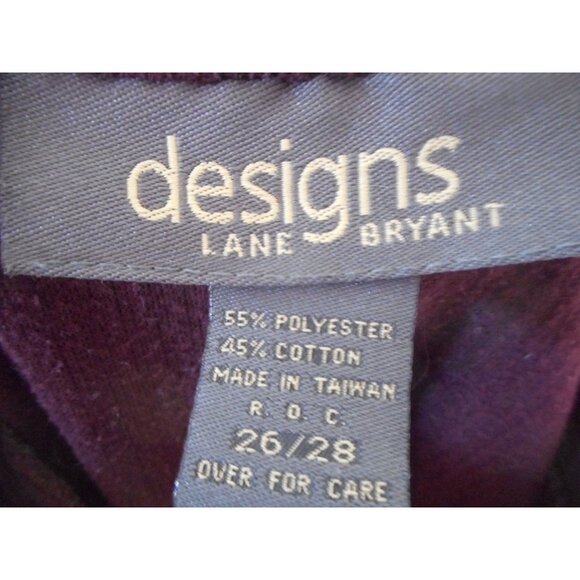 designs
LANE BRYANT
55% POLYESTER
45% COTTON
MADE IN TAIWAN
R. O. C.
26/28
OVER FOR CARE